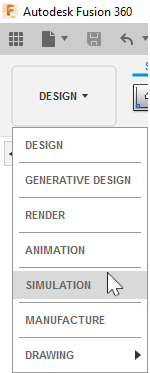 Autodesk Fusion 360
DESIGN
DESIGN
GENERATIVE DESIGN
RENDER
ANIMATION
SIMULATION
MANUFACTURE
DRAWING